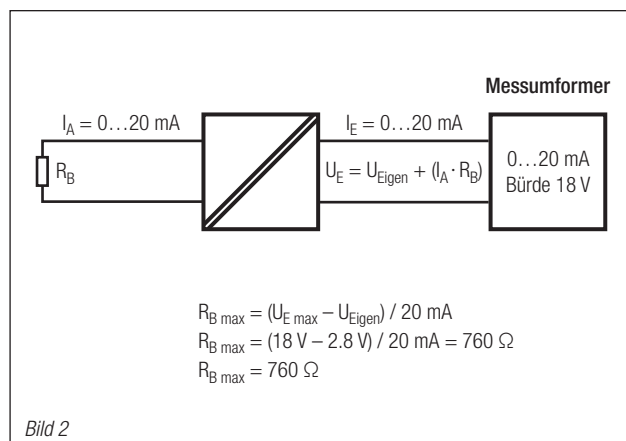 Messumformer
I_A = 0…20 mA
I_E = 0…20 mA
R_B
U_E = U_Eigen + (I_A · R_B)
0…20 mA
Bürde 18 V
R_B max = (U_E max – U_Eigen) / 20 mA
R_B max = (18 V – 2.8 V) / 20 mA = 760 Ω
R_B max = 760 Ω
Bild 2